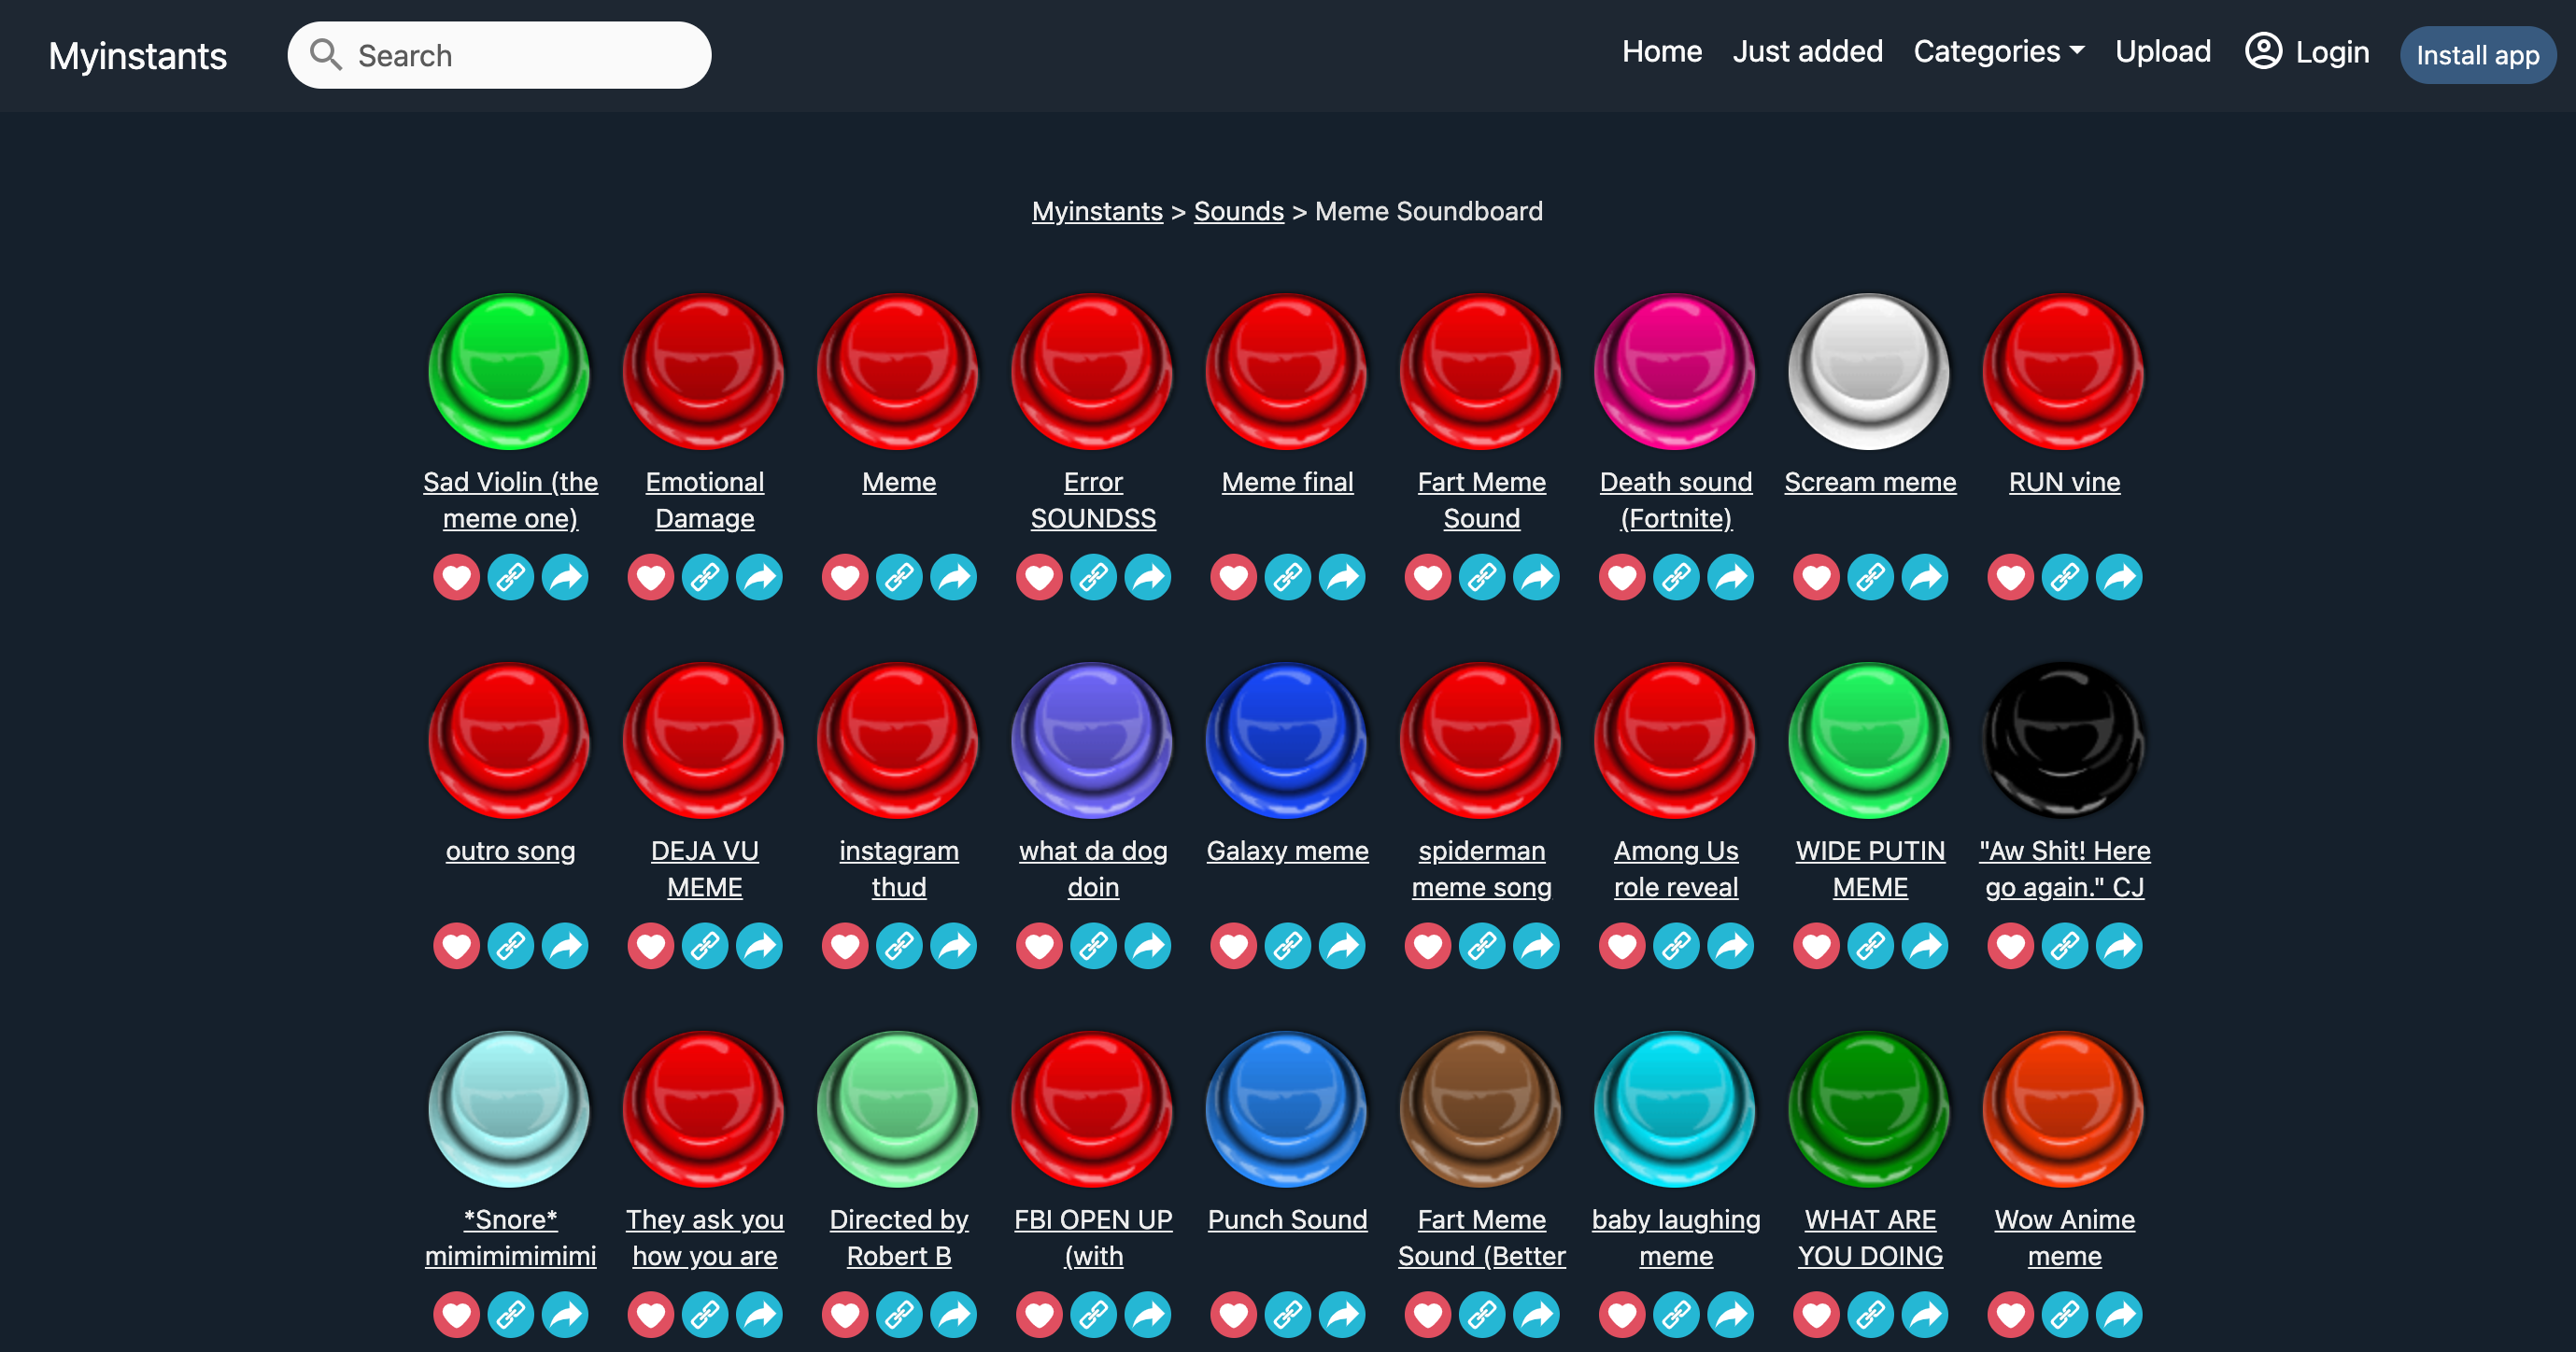 Myinstants
Search
Home Just added Categories Upload Login Install app
Myinstants > Sounds > Meme Soundboard
Sad Violin (the
meme one)
Emotional
Damage
Meme
Error
SOUNDSS
Meme final
Fart Meme
Sound
Death sound
(Fortnite)
Scream meme
RUN vine
outro song
DEJA VU
MEME
instagram
thud
what da dog
doin
Galaxy meme
spiderman
meme song
Among Us
role reveal
WIDE PUTIN
MEME
"Aw Shit! Here
go again." CJ
*Snore*
mimimimimimi
They ask you
how you are
Directed by
Robert B
FBI OPEN UP
(with
Punch Sound
Fart Meme
Sound (Better
baby laughing
meme
WHAT ARE
YOU DOING
Wow Anime
meme